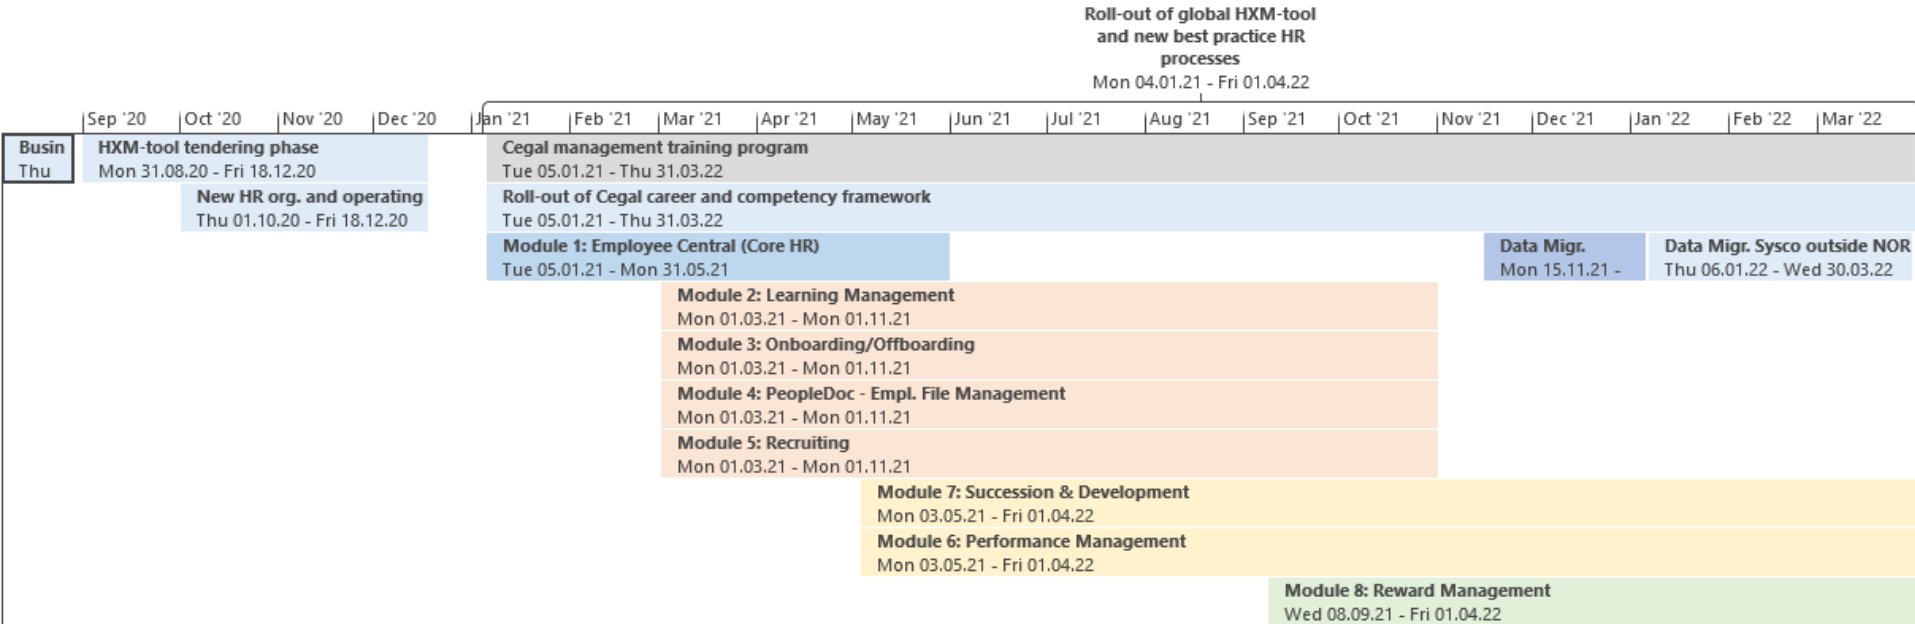 Roll-out of global HXM-tool
and new best practice HR
processes
Mon 04.01.21 - Fri 01.04.22
Sep '20 Oct '20 Nov '20 Dec '20 Jan '21 Feb '21 Mar '21 Apr '21 May '21 Jun '21 Jul '21 Aug '21 Sep '21 Oct '21 Nov '21 Dec '21 Jan '22 Feb '22 Mar '22
Busin
Thu
HXM-tool tendering phase
Mon 31.08.20 - Fri 18.12.20
Cegal management training program
Tue 05.01.21 - Thu 31.03.22
New HR org. and operating
Thu 01.10.20 - Fri 18.12.20
Roll-out of Cegal career and competency framework
Tue 05.01.21 - Thu 31.03.22
Module 1: Employee Central (Core HR)
Tue 05.01.21 - Mon 31.05.21
Data Migr.
Mon 15.11.21 -
Data Migr. Sysco outside NOR
Thu 06.01.22 - Wed 30.03.22
Module 2: Learning Management
Mon 01.03.21 - Mon 01.11.21
Module 3: Onboarding/Offboarding
Mon 01.03.21 - Mon 01.11.21
Module 4: PeopleDoc - Empl. File Management
Mon 01.03.21 - Mon 01.11.21
Module 5: Recruiting
Mon 01.03.21 - Mon 01.11.21
Module 7: Succession & Development
Mon 03.05.21 - Fri 01.04.22
Module 6: Performance Management
Mon 03.05.21 - Fri 01.04.22
Module 8: Reward Management
Wed 08.09.21 - Fri 01.04.22